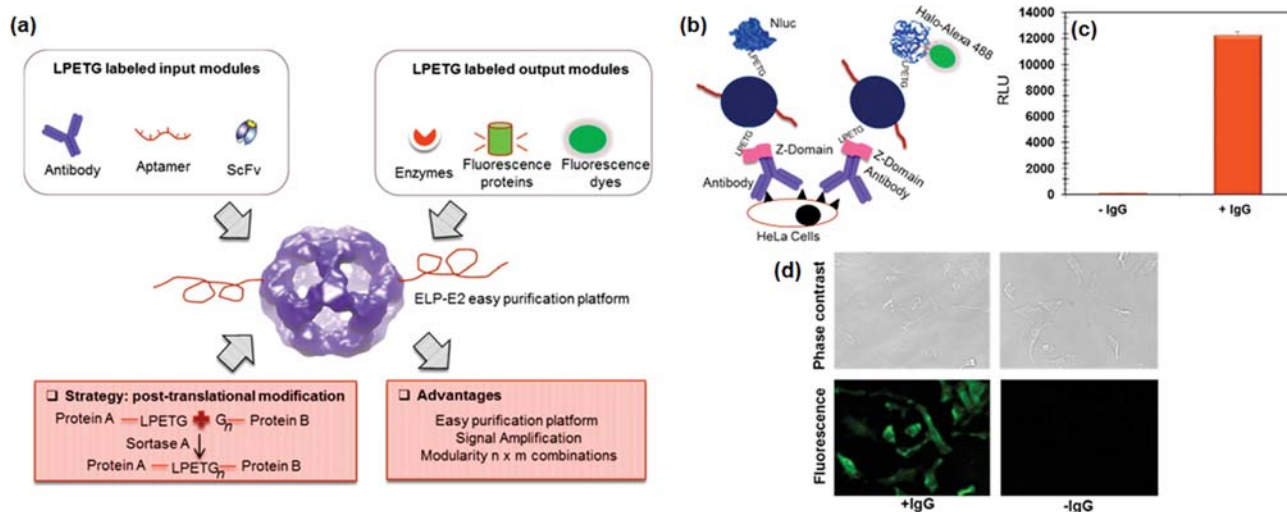 (a)
LPETG labeled input modules
Antibody
Aptamer
ScFv
LPETG labeled output modules
Enzymes
Fluorescence
proteins
Fluorescence
dyes
ELP-E2 easy purification platform
❑ Strategy: post-translational modification
Protein A LPETG Gn Protein B
Sortase A
Protein A LPETGn Protein B
❑ Advantages
Easy purification platform
Signal Amplification
Modularity n x m combinations
(b)
Nluc
LPETG
LPETG
Z-Domain
Antibody
Halo-Alexa 488
LPETG
LPETG
Z-Domain
Antibody
HeLa Cells
(c)
RLU
14000
12000
10000
8000
6000
4000
2000
0
- IgG
+ IgG
(d)
Phase contrast
Fluorescence
+IgG
-IgG